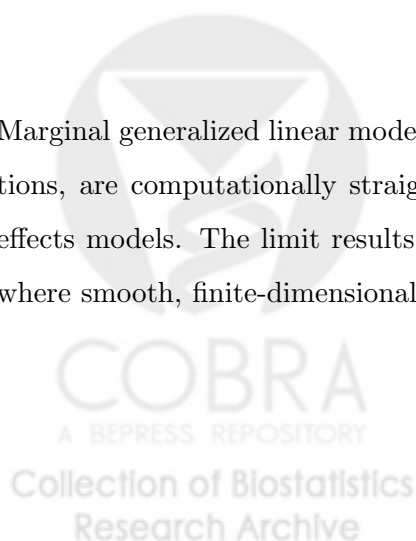 Marginal generalized linear mode
tions, are computationally straig
effects models. The limit results
where smooth, finite-dimensional
COBRA
A BEPRESS REPOSITORY
Collection of Biostatistics
Research Archive